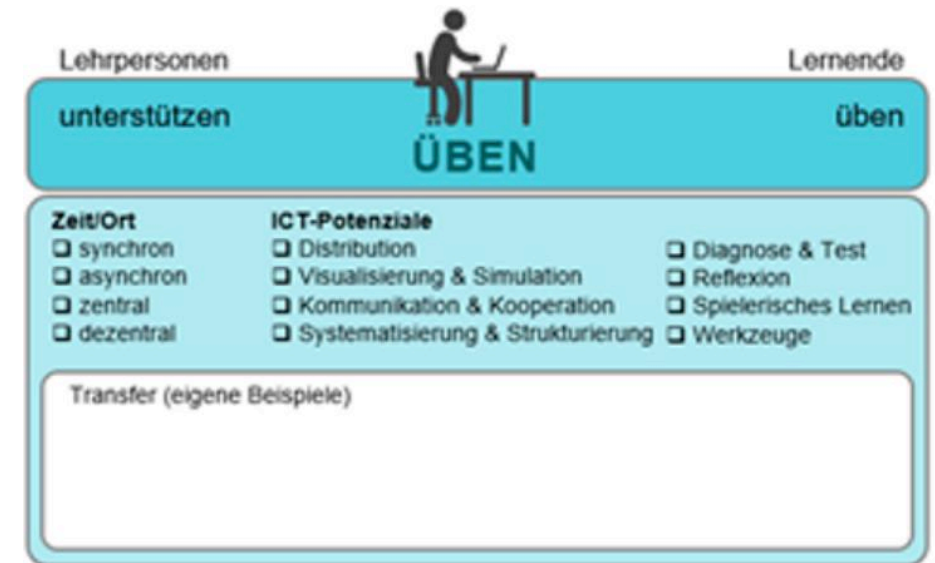 Lehrpersonen Lernende
unterstützen üben
ÜBEN
Zeit/Ort ICT-Potenziale
❑ synchron ❑ Distribution ❑ Diagnose & Test
❑ asynchron ❑ Visualisierung & Simulation ❑ Reflexion
❑ zentral ❑ Kommunikation & Kooperation ❑ Spielerisches Lernen
❑ dezentral ❑ Systematisierung & Strukturierung ❑ Werkzeuge
Transfer (eigene Beispiele)